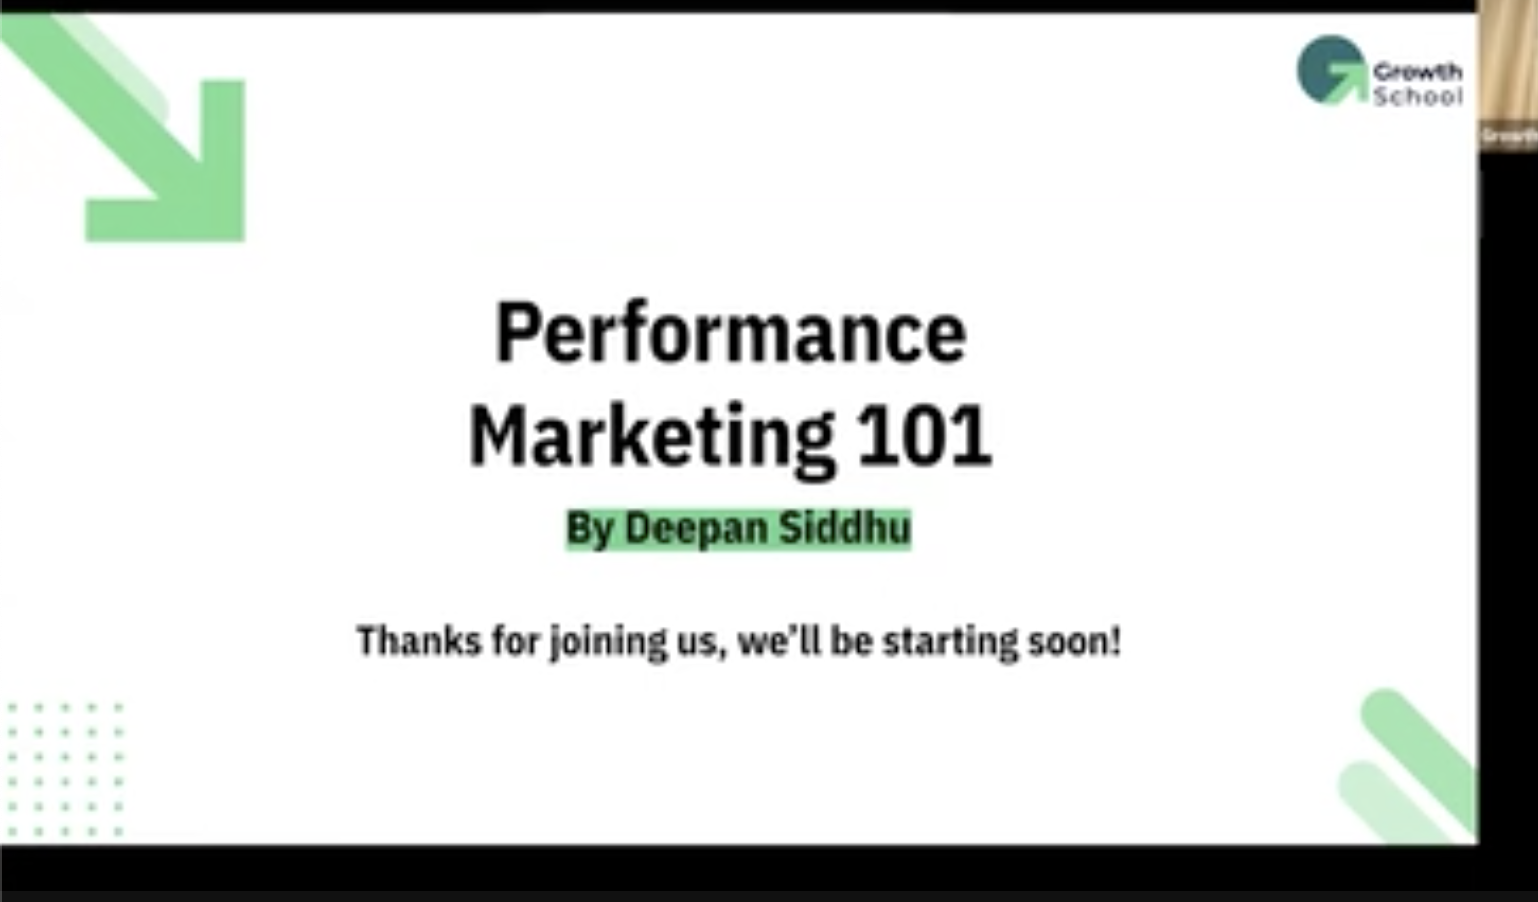 Growth
School
Performance
Marketing 101
By Deepan Siddhu
Thanks for joining us, we'll be starting soon!
Growth